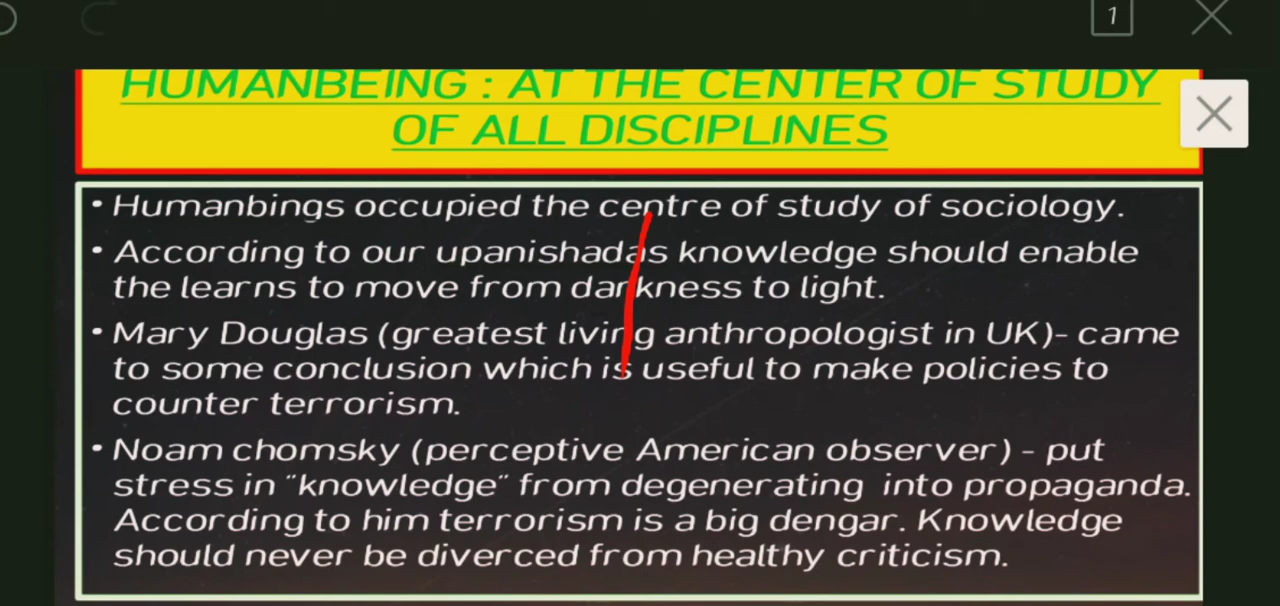 1
HUMANBEING : AT THE CENTER OF STUDY
OF ALL DISCIPLINES
• Humanbings occupied the centre of study of sociology.
• According to our upanishadas knowledge should enable
the learns to move from darkness to light.
• Mary Douglas (greatest living anthropologist in UK)- came
to some conclusion which is useful to make policies to
counter terrorism.
• Noam chomsky (perceptive American observer) - put
stress in "knowledge" from degenerating into propaganda.
According to him terrorism is a big dengar. Knowledge
should never be diverced from healthy criticism.